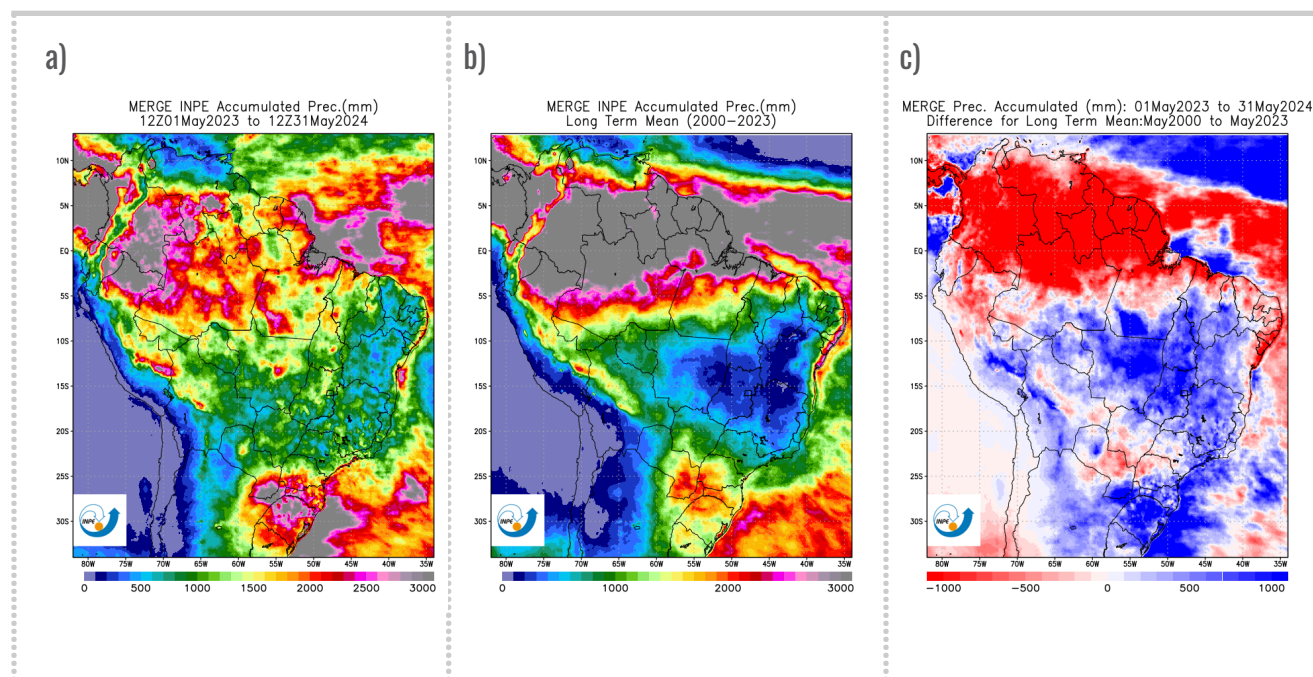 a)
MERGE INPE Accumulated Prec.(mm)
12Z01May2023 to 12Z31May2024
10N
5N
EQ
5S
10S
15S
20S
25S
30S
INPE
80W 75W 70W 65W 60W 55W 50W 45W 40W 35W
0 500 1000 1500 2000 2500 3000
b)
MERGE INPE Accumulated Prec.(mm)
Long Term Mean (2000-2023)
10N
5N
EQ
5S
10S
15S
20S
25S
30S
INPE
80W 75W 70W 65W 60W 55W 50W 45W 40W 35W
0 1000 2000 3000
c)
MERGE Prec. Accumulated (mm): 01May2023 to 31May2024
Difference for Long Term Mean:May2000 to May2023
10N
5N
EQ
5S
10S
15S
20S
25S
30S
INPE
80W 75W 70W 65W 60W 55W 50W 45W 40W 35W
-1000 -500 0 500 1000